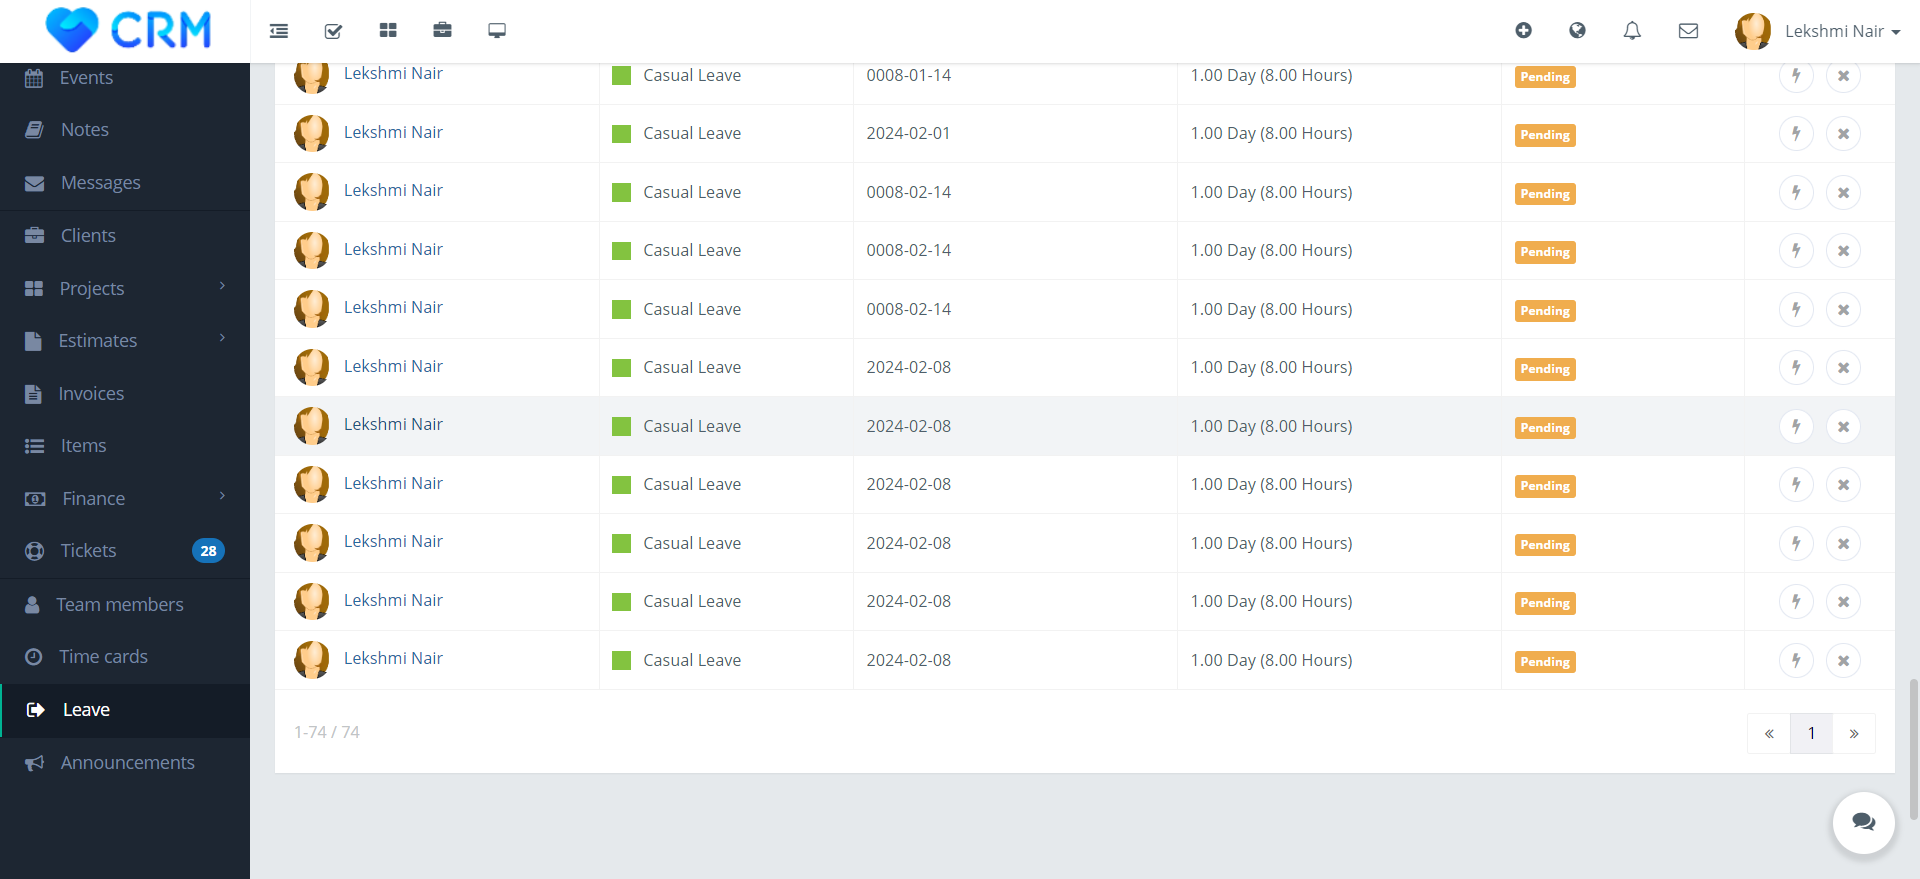 CRM
Lekshmi Nair
Events
Notes
Messages
Clients
Projects
Estimates
Invoices
Items
Finance
Tickets 28
Team members
Time cards
Leave
Announcements
Lekshmi Nair Casual Leave 0008-01-14 1.00 Day (8.00 Hours) Pending
Lekshmi Nair Casual Leave 2024-02-01 1.00 Day (8.00 Hours) Pending
Lekshmi Nair Casual Leave 0008-02-14 1.00 Day (8.00 Hours) Pending
Lekshmi Nair Casual Leave 0008-02-14 1.00 Day (8.00 Hours) Pending
Lekshmi Nair Casual Leave 0008-02-14 1.00 Day (8.00 Hours) Pending
Lekshmi Nair Casual Leave 2024-02-08 1.00 Day (8.00 Hours) Pending
Lekshmi Nair Casual Leave 2024-02-08 1.00 Day (8.00 Hours) Pending
Lekshmi Nair Casual Leave 2024-02-08 1.00 Day (8.00 Hours) Pending
Lekshmi Nair Casual Leave 2024-02-08 1.00 Day (8.00 Hours) Pending
Lekshmi Nair Casual Leave 2024-02-08 1.00 Day (8.00 Hours) Pending
Lekshmi Nair Casual Leave 2024-02-08 1.00 Day (8.00 Hours) Pending
1-74 / 74 « 1 »